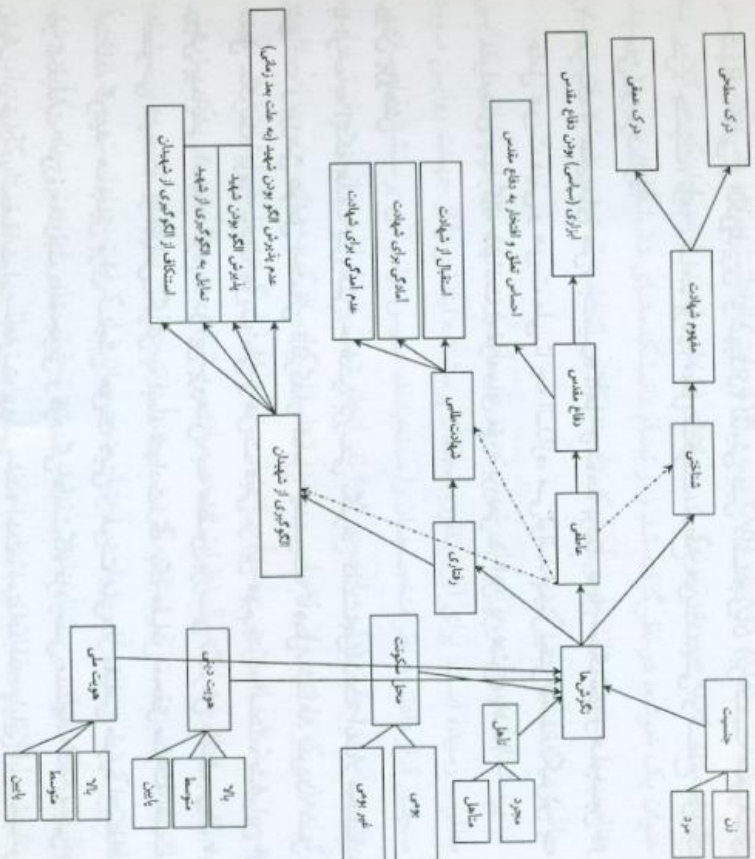 جنسیت
زن
مرد
تاهل
مجرد
متاهل
محل سکونت
بومی
غیر بومی
هویت دینی
بالا
متوسط
پایین
هویت ملی
بالا
متوسط
پایین
نگرش‌ها
شناختی
مفهوم شهادت
درک سطحی
درک عمقی
عاطفی
دفاع مقدس
ابزاری (سیاسی) بودن دفاع مقدس
احساس تعلق و افتخار به دفاع مقدس
رفتاری
شهادت‌طلبی
استقبال از شهادت
آمادگی برای شهادت
عدم آمدگی برای شهادت
الگوگیری از شهیدان
عدم پذیرش الگو بودن شهید (به علت بعد زمانی)
پذیرش الگو بودن شهید
تمایل به الگوگیری از شهید
استنکاف از الگوگیری از شهیدان